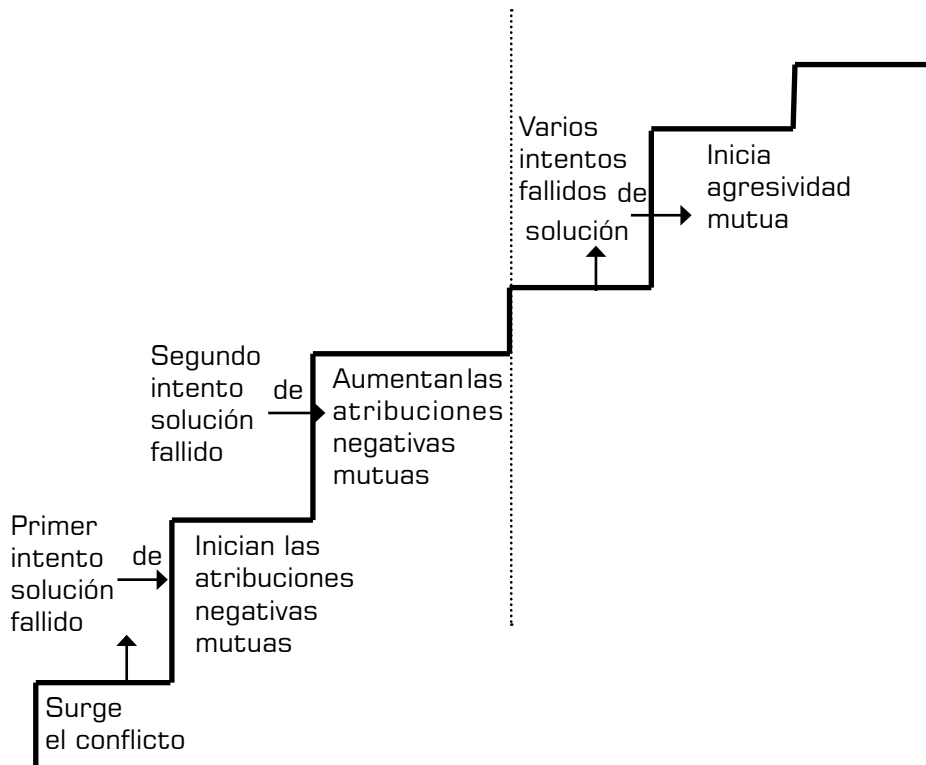 Varios
intentos
fallidos de
solución
Inicia
agresividad
mutua
Segundo
intento de
solución
fallido
Aumentan las
atribuciones
negativas
mutuas
Primer
intento de
solución
fallido
Inician las
atribuciones
negativas
mutuas
Surge
el conflicto